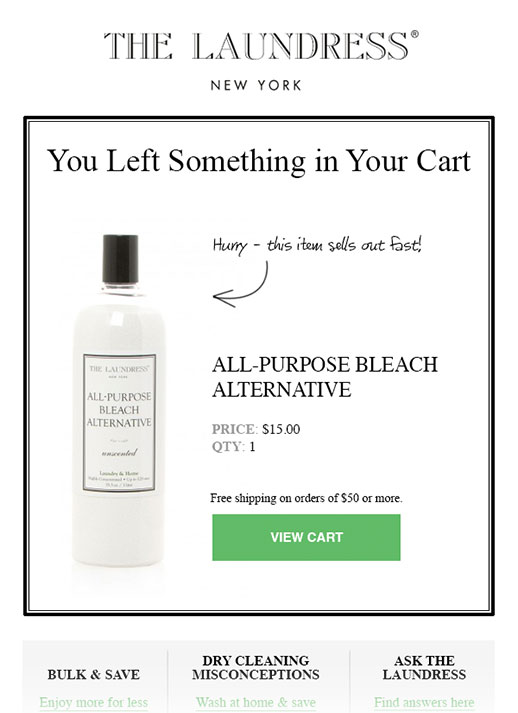 THE LAUNDRESS®
NEW YORK
You Left Something in Your Cart
Hurry - this item sells out fast!
THE LAUNDRESS
NEW YORK
ALL-PURPOSE
BLEACH
ALTERNATIVE
unscented
Laundry & Home
ALL-PURPOSE BLEACH
ALTERNATIVE
PRICE: $15.00
QTY: 1
Free shipping on orders of $50 or more.
VIEW CART
BULK & SAVE
Enjoy more for less
DRY CLEANING
MISCONCEPTIONS
Wash at home & save
ASK THE
LAUNDRESS
Find answers here